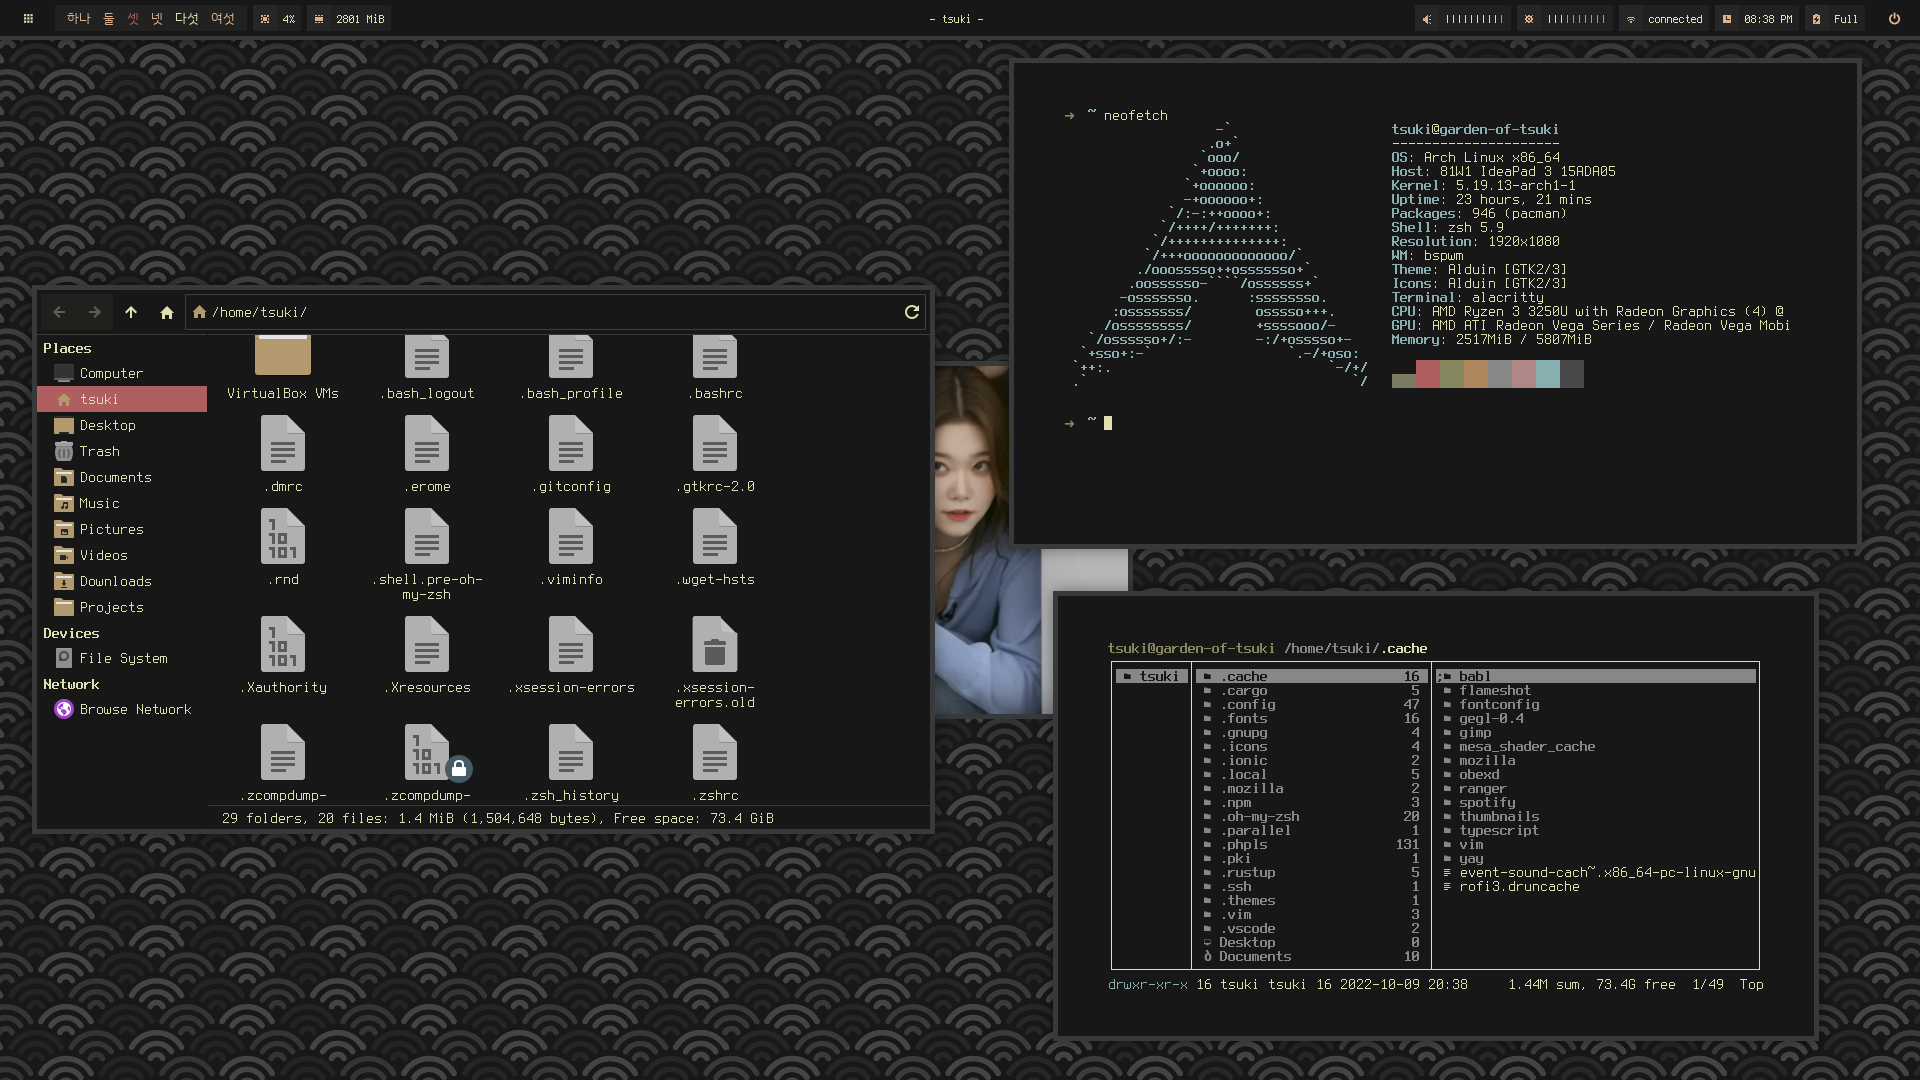 하나 둘 셋 넷 다섯 여섯 4% 2801 MiB
- tsuki -
connected 08:38 PM Full
/home/tsuki/
Places
Computer
tsuki
Desktop
Trash
Documents
Music
Pictures
Videos
Downloads
Projects
Devices
File System
Network
Browse Network
VirtualBox VMs .bash_logout .bash_profile .bashrc
.dmrc .erome .gitconfig .gtkrc-2.0
.rnd .shell.pre-oh-my-zsh .viminfo .wget-hsts
.Xauthority .Xresources .xsession-errors .xsession-errors.old
.zcompdump- .zcompdump- .zsh_history .zshrc
29 folders, 20 files: 1.4 MiB (1,504,648 bytes), Free space: 73.4 GiB
→ ~ neofetch
tsuki@garden-of-tsuki
---------------------
OS: Arch Linux x86_64
Host: 81W1 IdeaPad 3 15ADA05
Kernel: 5.19.13-arch1-1
Uptime: 23 hours, 21 mins
Packages: 946 (pacman)
Shell: zsh 5.9
Resolution: 1920x1080
WM: bspwm
Theme: Alduin [GTK2/3]
Icons: Alduin [GTK2/3]
Terminal: alacritty
CPU: AMD Ryzen 3 3250U with Radeon Graphics (4) @
GPU: AMD ATI Radeon Vega Series / Radeon Vega Mobi
Memory: 2517MiB / 5807MiB
→ ~
tsuki@garden-of-tsuki /home/tsuki/.cache
tsuki .cache 16 babl
.cargo 5 flameshot
.config 47 fontconfig
.fonts 16 gegl-0.4
.gnupg 4 gimp
.icons 4 mesa_shader_cache
.ionic 2 mozilla
.local 5 obexd
.mozilla 2 ranger
.npm 3 spotify
.oh-my-zsh 20 thumbnails
.parallel 1 typescript
.phpls 131 vim
.pki 1 yay
.rustup 5 event-sound-cach~.x86_64-pc-linux-gnu
.ssh 1 rofi3.druncache
.themes 1
.vim 3
.vscode 2
Desktop 0
Documents 10
drwxr-xr-x 16 tsuki tsuki 16 2022-10-09 20:38 1.44M sum, 73.4G free 1/49 Top